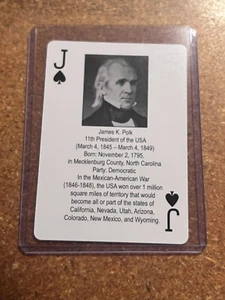 J
James K. Polk
11th President of the USA
(March 4, 1845 – March 4, 1849)
Born: November 2, 1795,
in Mecklenburg County, North Carolina
Party: Democratic
In the Mexican-American War
(1846-1848), the USA won over 1 million
square miles of territory that would
become all or part of the states of
California, Nevada, Utah, Arizona,
Colorado, New Mexico, and Wyoming.
J